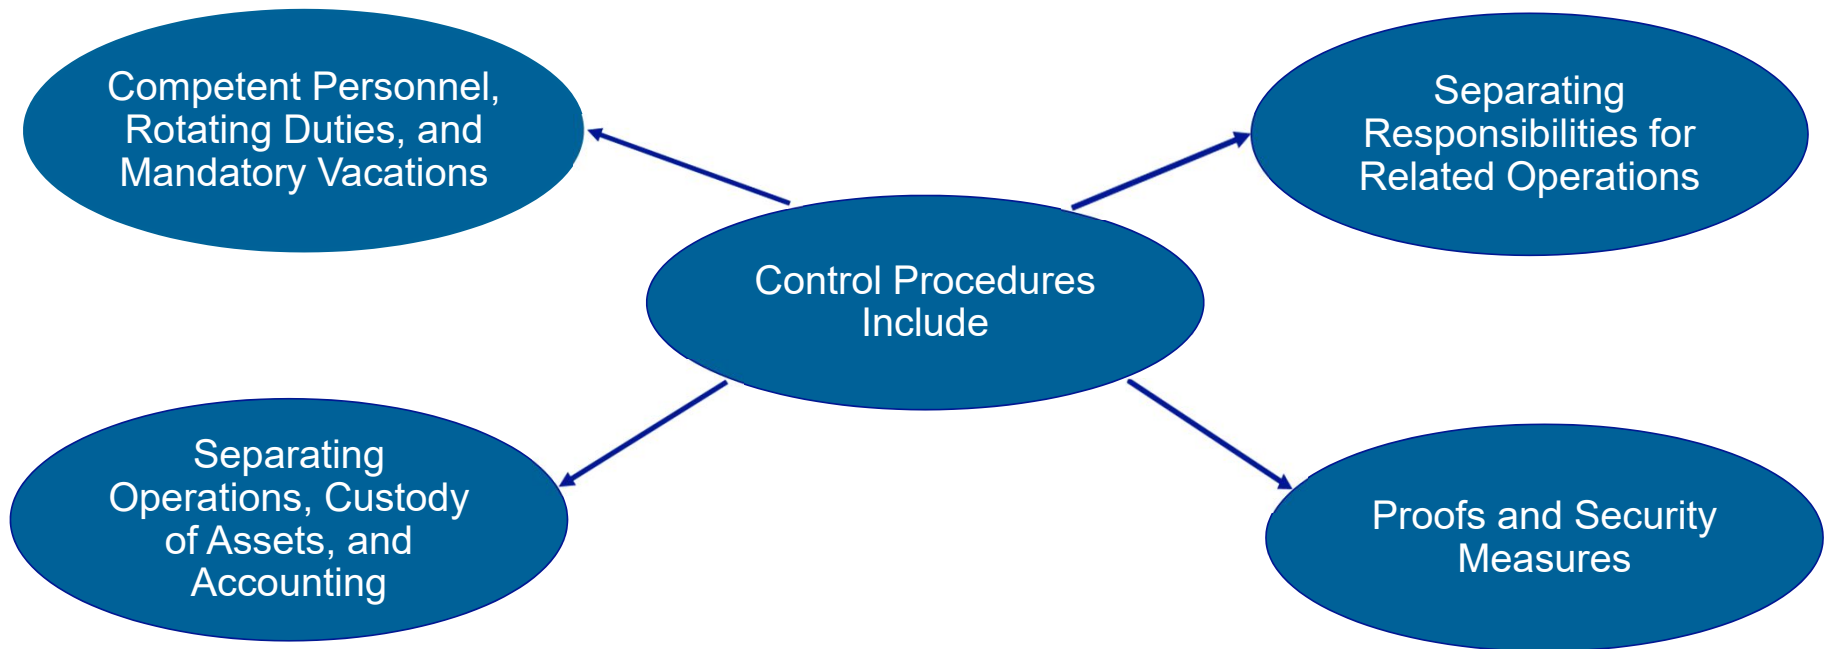 Competent Personnel,
Rotating Duties, and
Mandatory Vacations
Separating
Responsibilities for
Related Operations
Control Procedures
Include
Separating
Operations, Custody
of Assets, and
Accounting
Proofs and Security
Measures